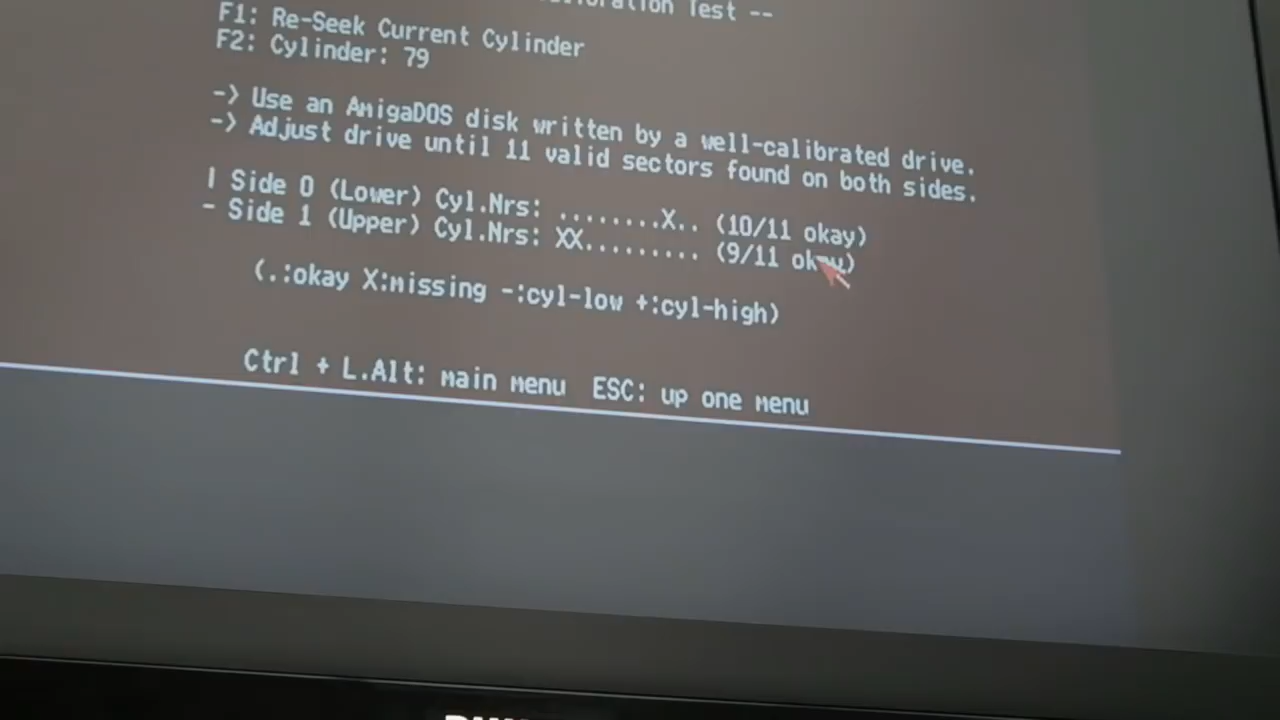 Test --
F1: Re-Seek Current Cylinder
F2: Cylinder: 79
-> Use an AmigaDOS disk written by a well-calibrated drive.
-> Adjust drive until 11 valid sectors found on both sides.
| Side 0 (Lower) Cyl.Nrs: ........X.. (10/11 okay)
- Side 1 (Upper) Cyl.Nrs: XX......... (9/11 okay)
(.:okay X:missing -:cyl-low +:cyl-high)
Ctrl + L.Alt: main menu ESC: up one menu